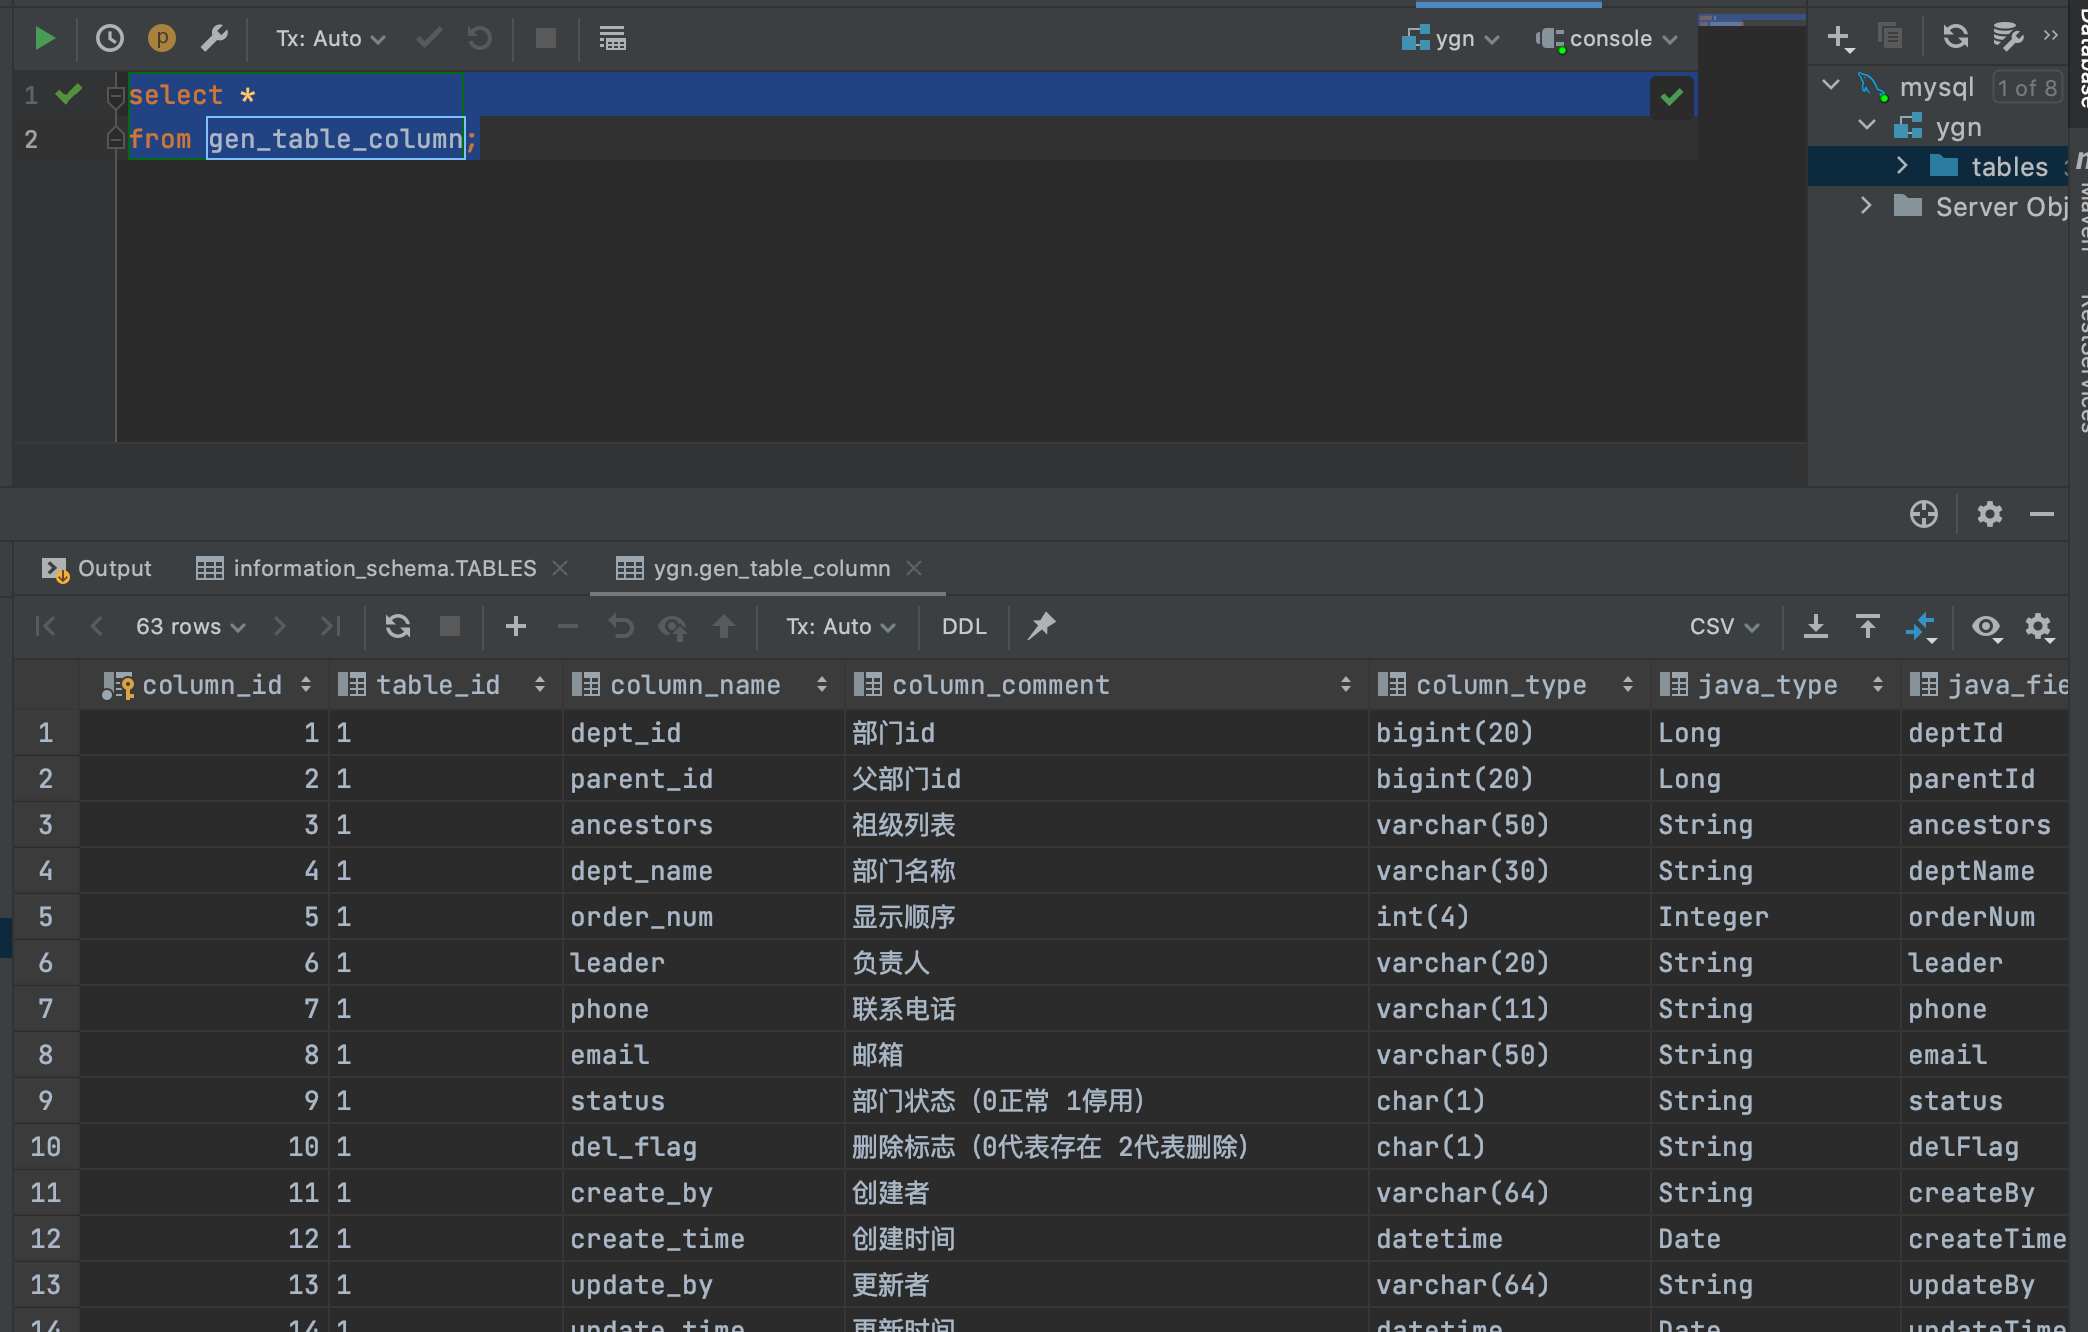 Tx: Auto
ygn
console
1 select *
2 from gen_table_column;
mysql 1 of 8
ygn
tables
Server Obj
Database
Maven
RestServices
Output
information_schema.TABLES
ygn.gen_table_column
63 rows
Tx: Auto
DDL
CSV
column_id table_id column_name column_comment column_type java_type java_fie
1 1 1 dept_id 部门id bigint(20) Long deptId
2 2 1 parent_id 父部门id bigint(20) Long parentId
3 3 1 ancestors 祖级列表 varchar(50) String ancestors
4 4 1 dept_name 部门名称 varchar(30) String deptName
5 5 1 order_num 显示顺序 int(4) Integer orderNum
6 6 1 leader 负责人 varchar(20) String leader
7 7 1 phone 联系电话 varchar(11) String phone
8 8 1 email 邮箱 varchar(50) String email
9 9 1 status 部门状态（0正常 1停用） char(1) String status
10 10 1 del_flag 删除标志（0代表存在 2代表删除） char(1) String delFlag
11 11 1 create_by 创建者 varchar(64) String createBy
12 12 1 create_time 创建时间 datetime Date createTime
13 13 1 update_by 更新者 varchar(64) String updateBy
14 14 1 update_time 更新时间 datetime Date updateTime